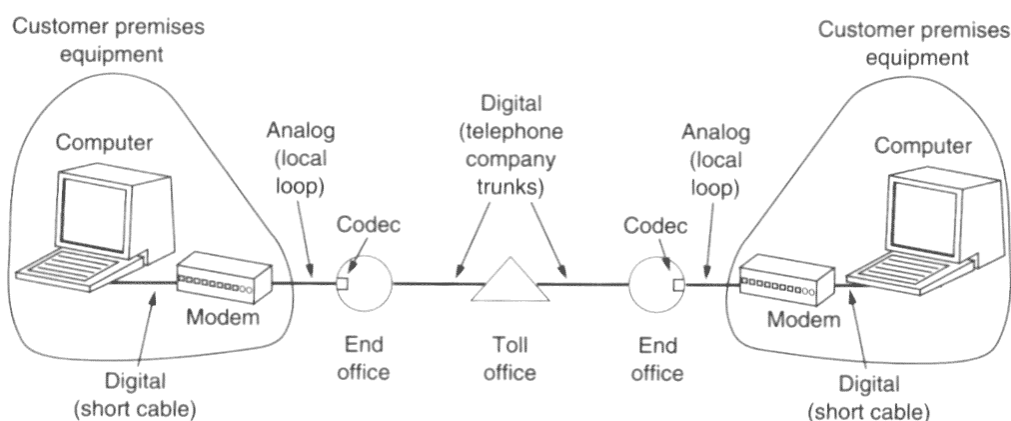 Customer premises
equipment
Customer premises
equipment
Computer
Analog
(local
loop)
Digital
(telephone
company
trunks)
Analog
(local
loop)
Computer
Codec
Codec
Modem
Modem
End
office
Toll
office
End
office
Digital
(short cable)
Digital
(short cable)